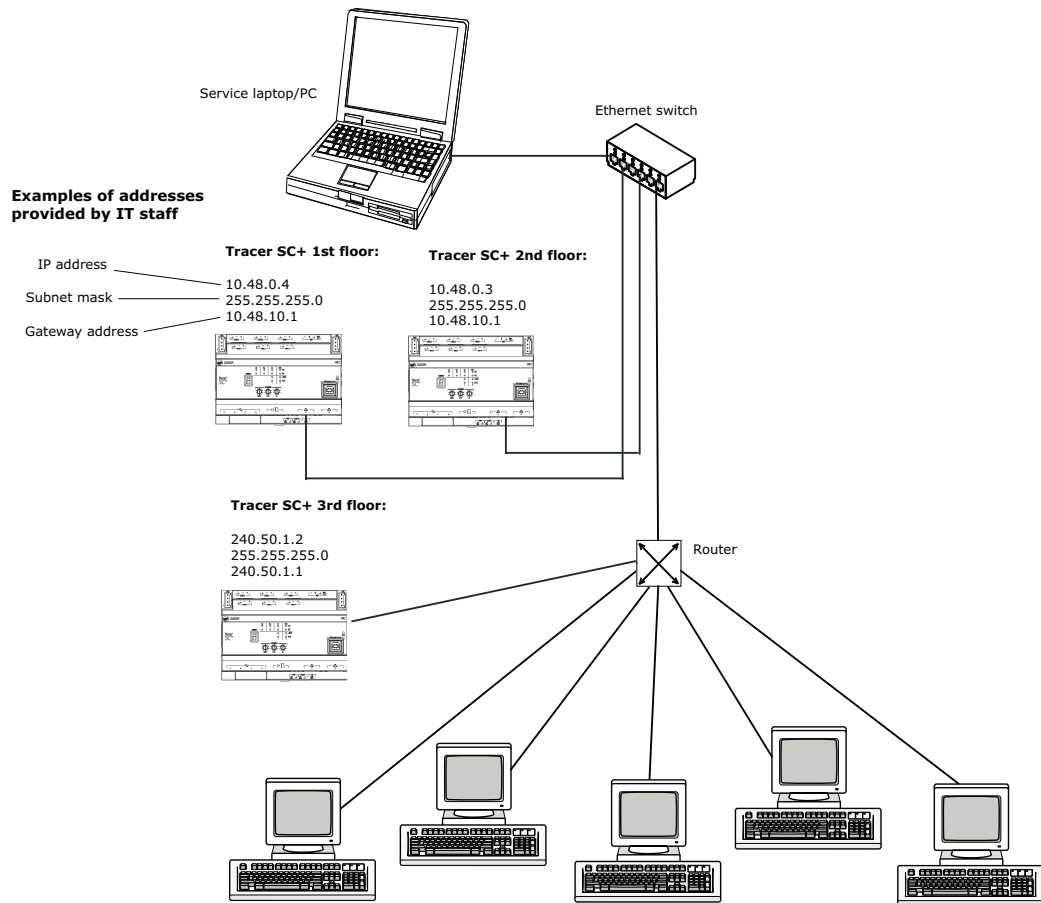 Service laptop/PC
Ethernet switch
Examples of addresses
provided by IT staff
IP address
Subnet mask
Gateway address
Tracer SC+ 1st floor:
10.48.0.4
255.255.255.0
10.48.10.1
Tracer SC+ 2nd floor:
10.48.0.3
255.255.255.0
10.48.10.1
Tracer SC+ 3rd floor:
240.50.1.2
255.255.255.0
240.50.1.1
Router